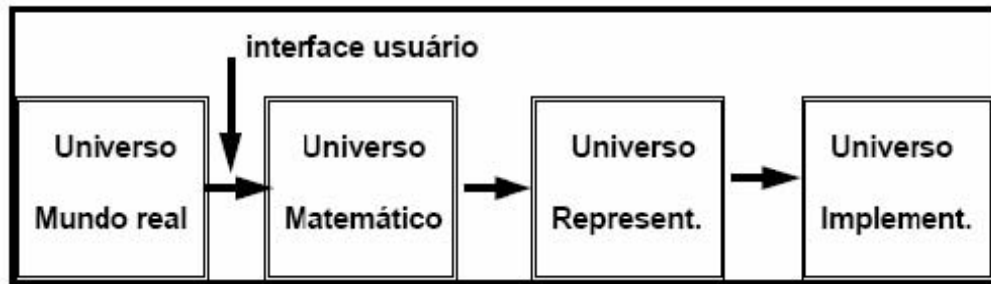 interface usuário
Universo
Mundo real
Universo
Matemático
Universo
Represent.
Universo
Implement.